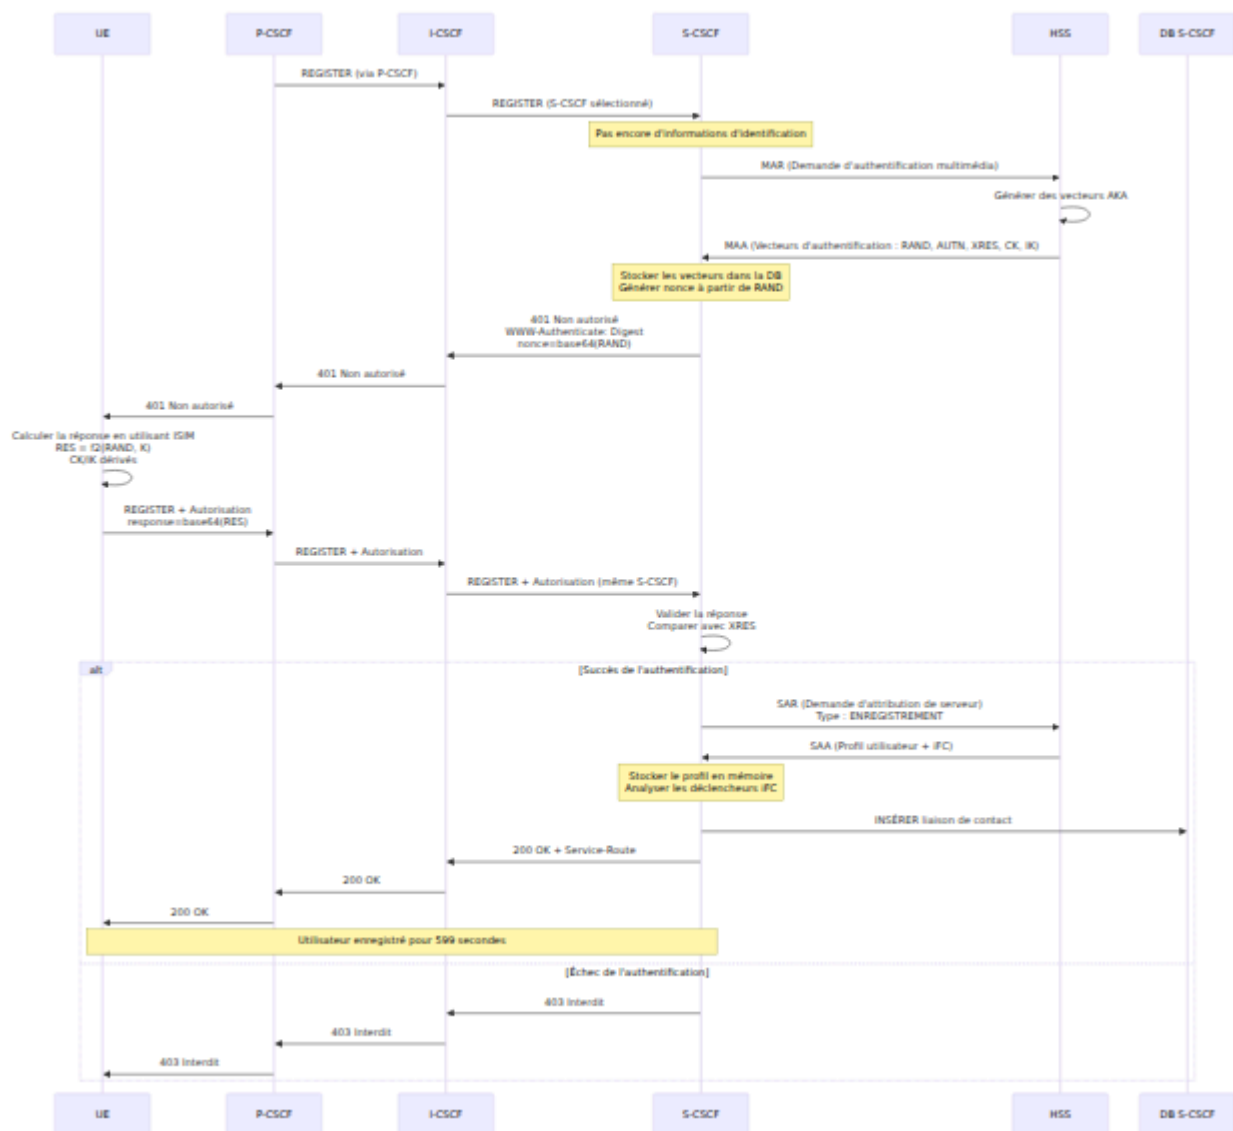 UE
P-CSCF
I-CSCF
S-CSCF
HSS
DB S-CSCF
REGISTER (via P-CSCF)
REGISTER (S-CSCF sélectionné)
Pas encore d'informations d'identification
MAR (Demande d'authentification multimédia)
Générer des vecteurs AKA
MAA (Vecteurs d'authentification : RAND, AUTN, XRES, CK, IK)
Stocker les vecteurs dans la DB
Générer nonce à partir de RAND
401 Non autorisé
WWW-Authenticate: Digest
nonce=base64(RAND)
401 Non autorisé
401 Non autorisé
Calculer la réponse en utilisant ISIM
RES = f2(RAND, K)
CK/IK dérivés
REGISTER + Autorisation
response=base64(RES)
REGISTER + Autorisation
REGISTER + Autorisation (même S-CSCF)
Valider la réponse
Comparer avec XRES
alt
[Succès de l'authentification]
SAR (Demande d'attribution de serveur)
Type : ENREGISTREMENT
SAA (Profil utilisateur + iFC)
Stocker le profil en mémoire
Analyser les déclencheurs iFC
INSÉRER liaison de contact
200 OK + Service-Route
200 OK
200 OK
Utilisateur enregistré pour 599 secondes
[Échec de l'authentification]
403 Interdit
403 Interdit
403 Interdit
UE
P-CSCF
I-CSCF
S-CSCF
HSS
DB S-CSCF